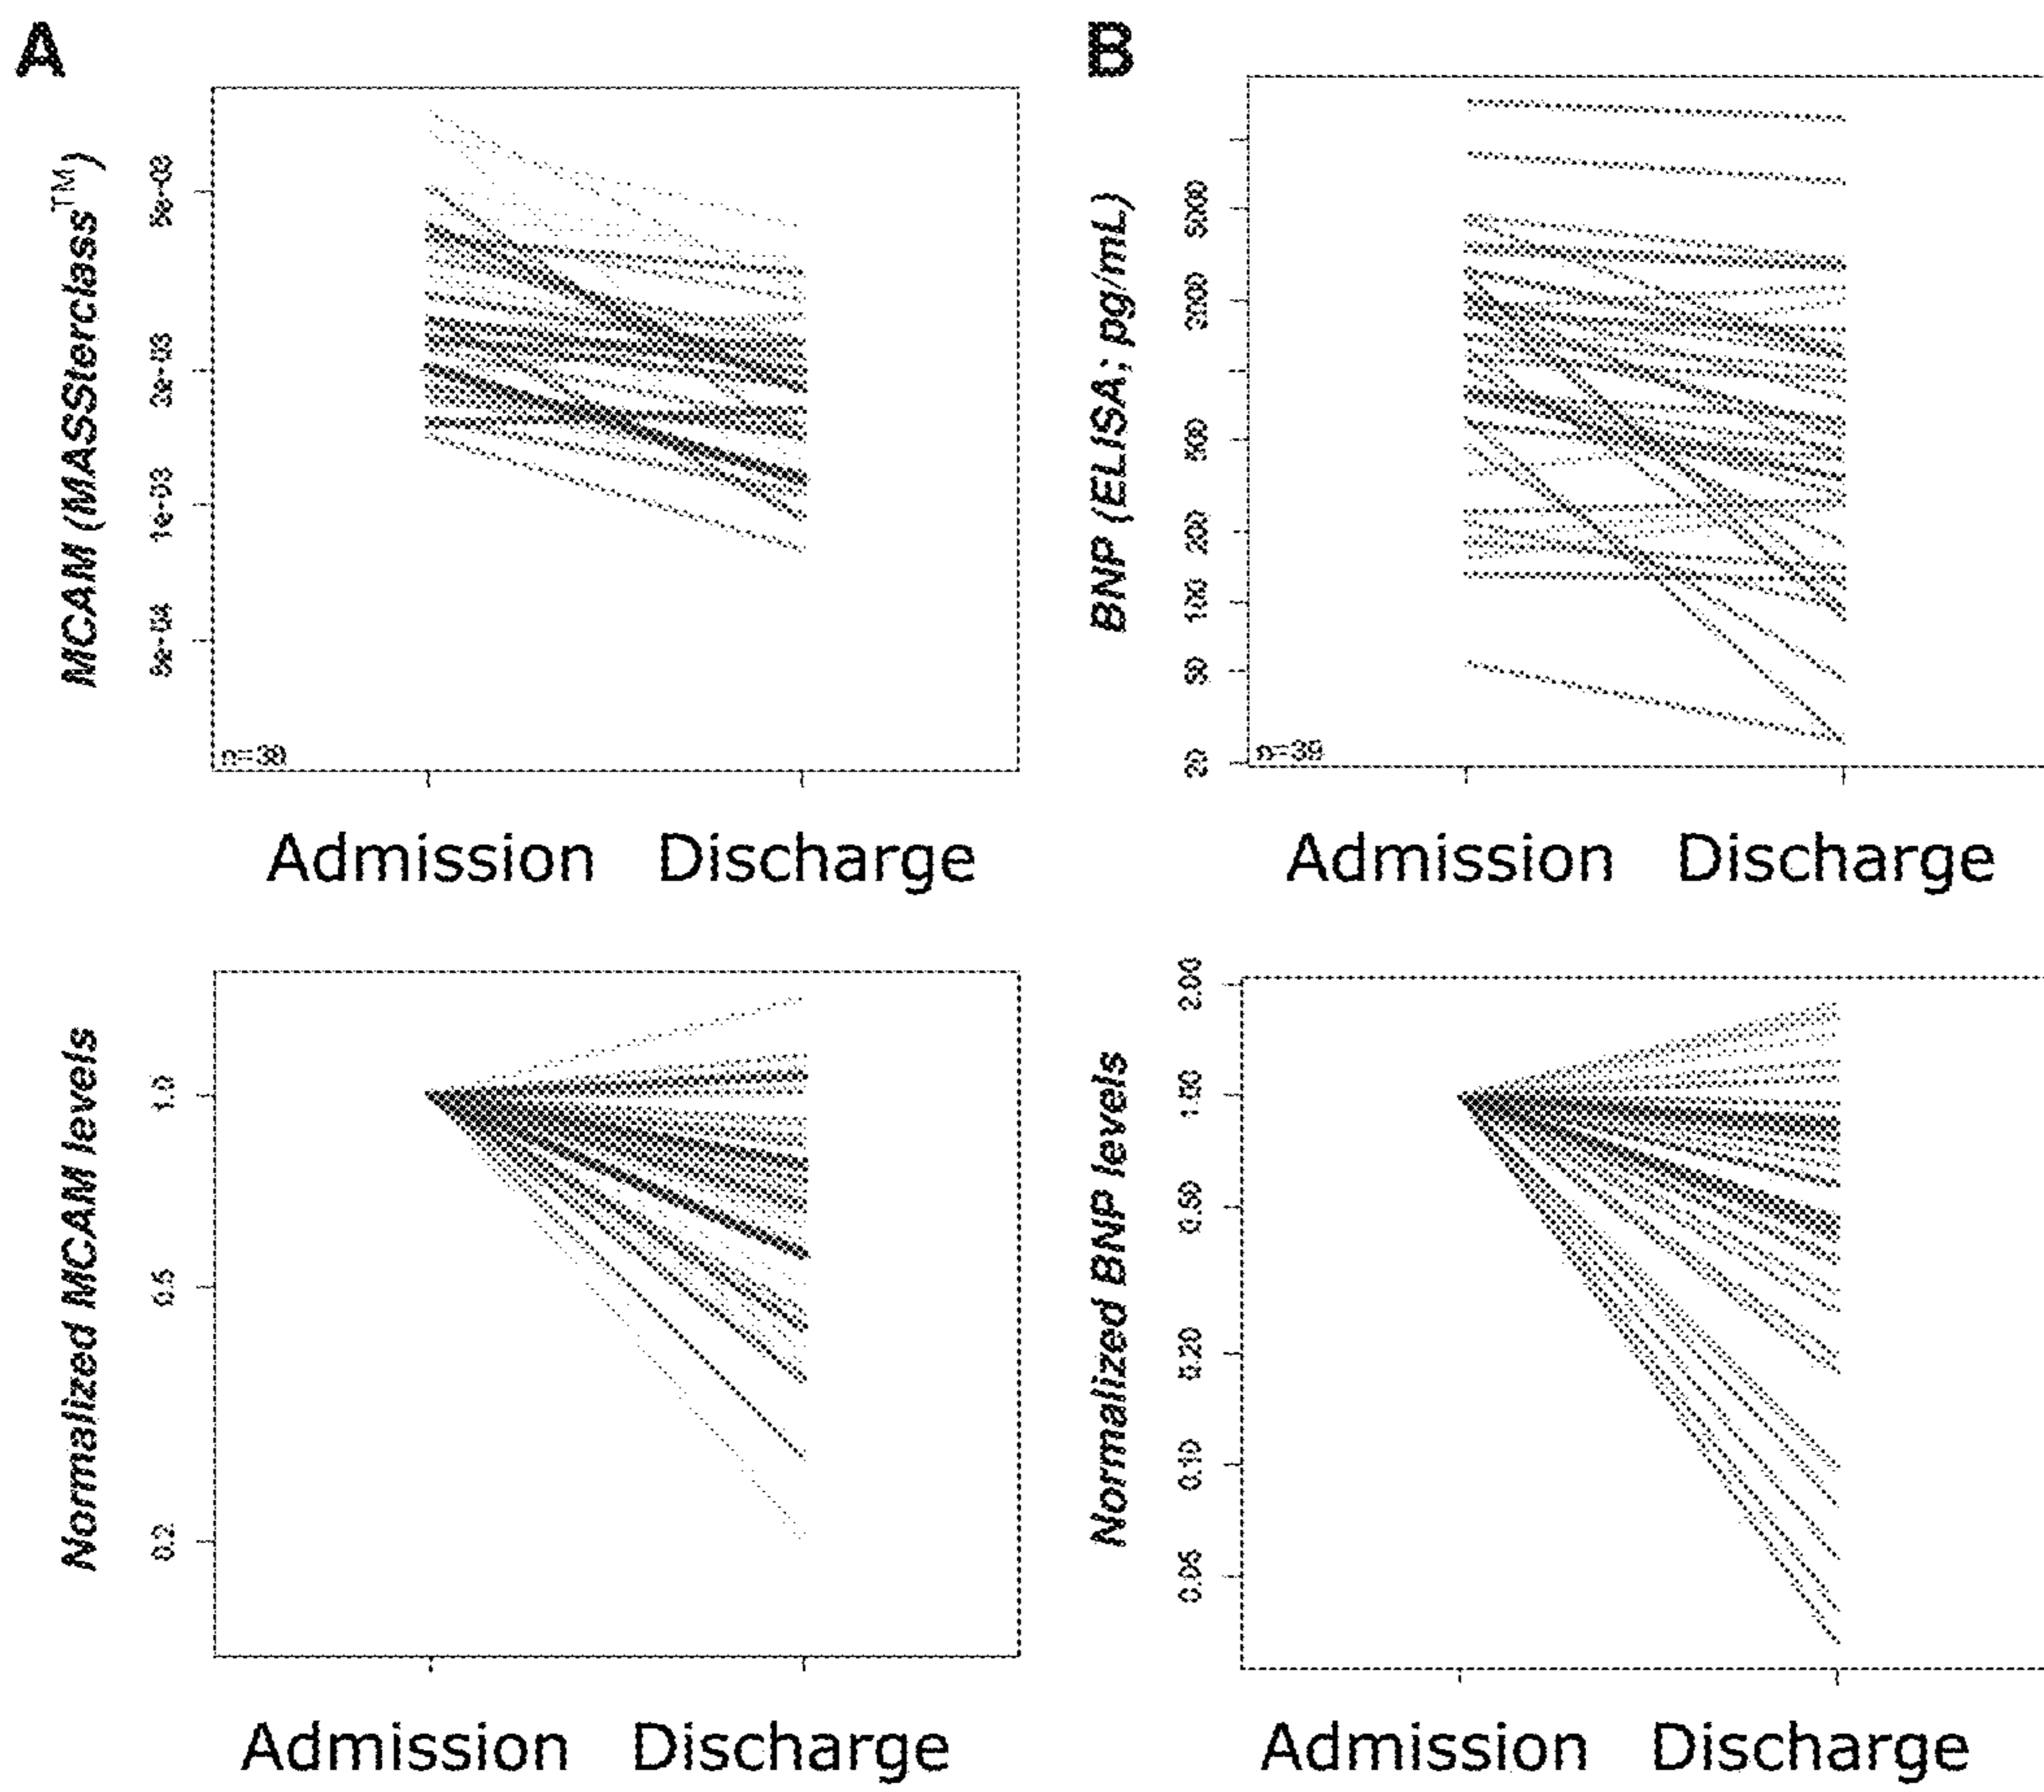 A
MCAM (MASSterclass™)
5e-03
2e-03
1e-03
5e-04
Admission Discharge
B
BNP (ELISA; pg/mL)
5000
2000
500
200
100
50
20
n=39
Admission Discharge
Normalized MCAM levels
1.0
0.5
0.2
Admission Discharge
Normalized BNP levels
2.00
1.00
0.50
0.20
0.10
0.05
Admission Discharge